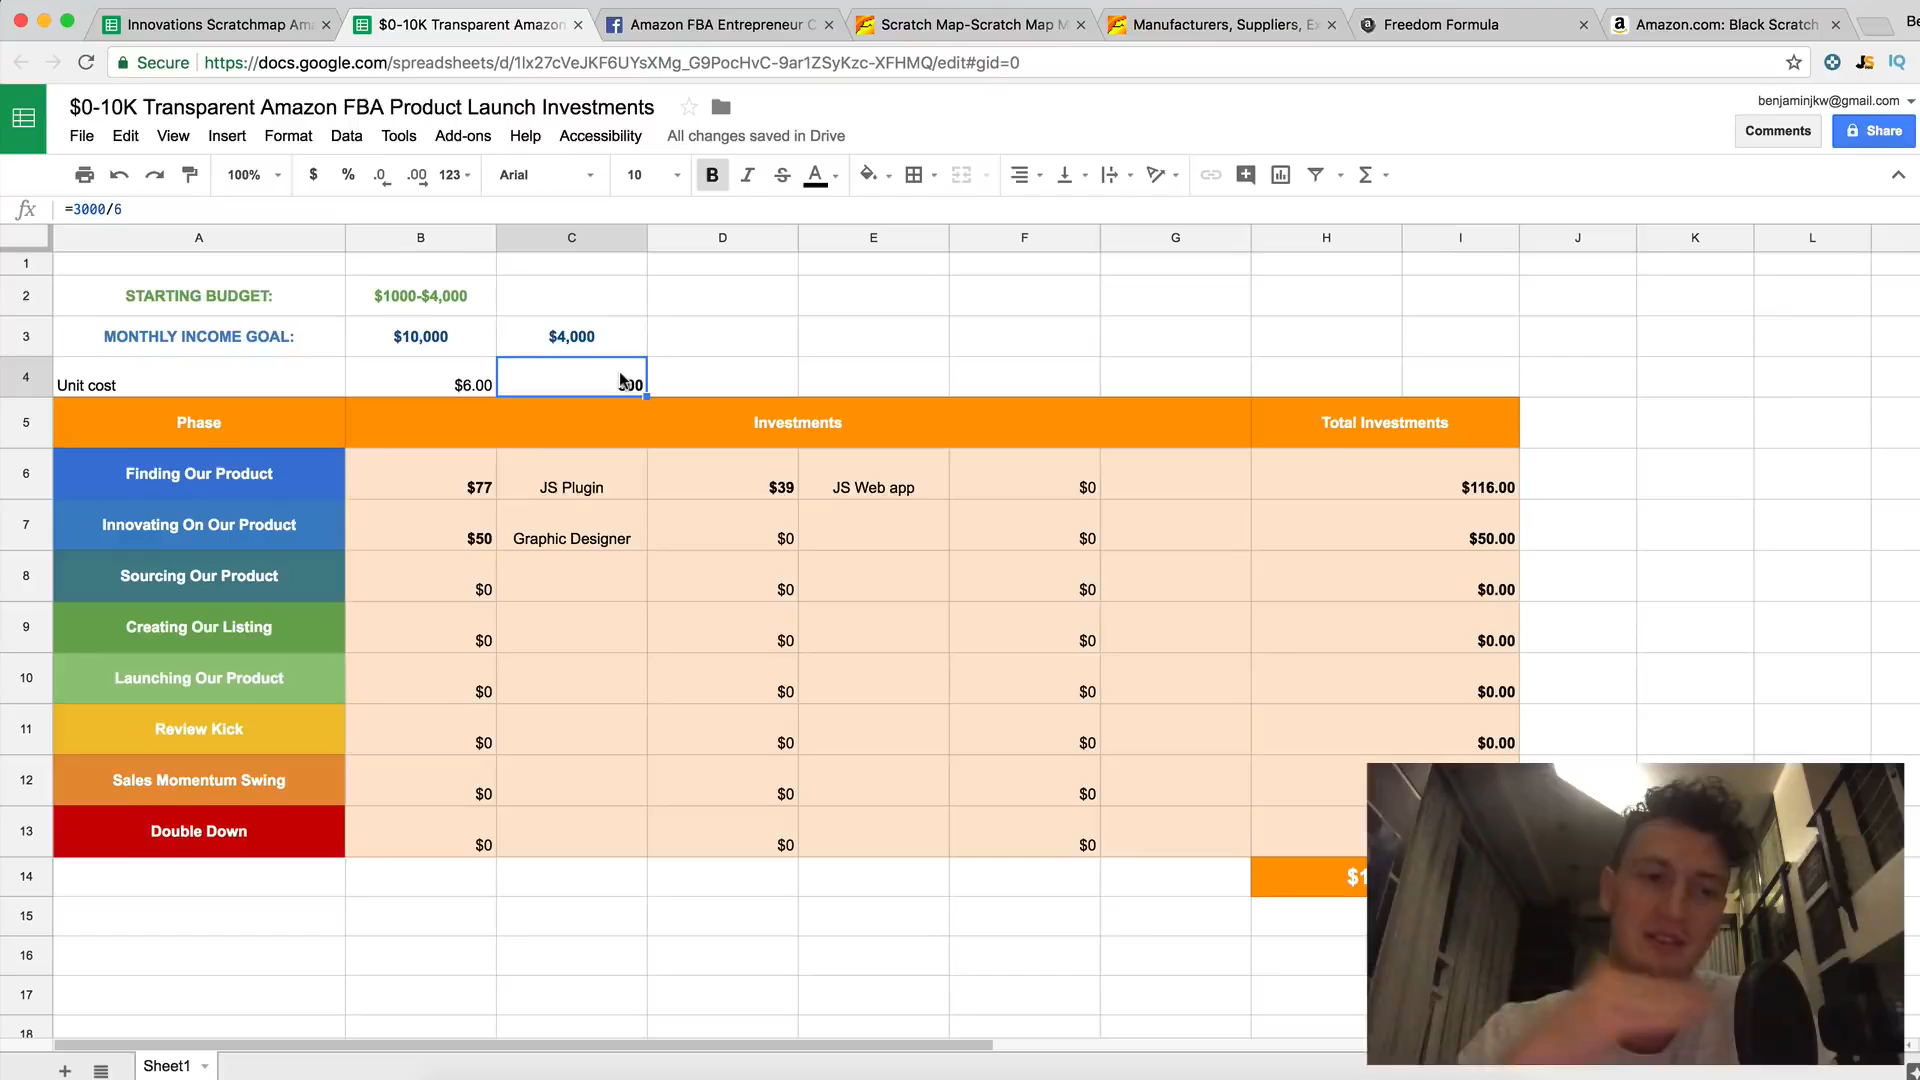 Innovations Scratchmap Am
$0-10K Transparent Amazon
Amazon FBA Entrepreneur C
Scratch Map-Scratch Map M
Manufacturers, Suppliers, Ex
Freedom Formula
Amazon.com: Black Scratch
Be
Secure
https://docs.google.com/spreadsheets/d/1lx27cVeJKF6UYsXMg_G9PocHvC-9ar1ZSyKzc-XFHMQ/edit#gid=0
JS
IQ
$0-10K Transparent Amazon FBA Product Launch Investments
benjaminjkw@gmail.com
File Edit View Insert Format Data Tools Add-ons Help Accessibility All changes saved in Drive
Comments
Share
100% $ % .0 .00 123 Arial 10 B I S A Σ
fx =3000/6
A B C D E F G H I J K L
1
2 STARTING BUDGET: $1000-$4,000
3 MONTHLY INCOME GOAL: $10,000 $4,000
4 Unit cost $6.00 500
5 Phase Investments Total Investments
6 Finding Our Product $77 JS Plugin $39 JS Web app $0 $116.00
7 Innovating On Our Product $50 Graphic Designer $0 $0 $50.00
8 Sourcing Our Product $0 $0 $0 $0.00
9 Creating Our Listing $0 $0 $0 $0.00
10 Launching Our Product $0 $0 $0 $0.00
11 Review Kick $0 $0 $0 $0.00
12 Sales Momentum Swing $0 $0 $0
13 Double Down $0 $0 $0
14 $1
15
16
17
18
Sheet1